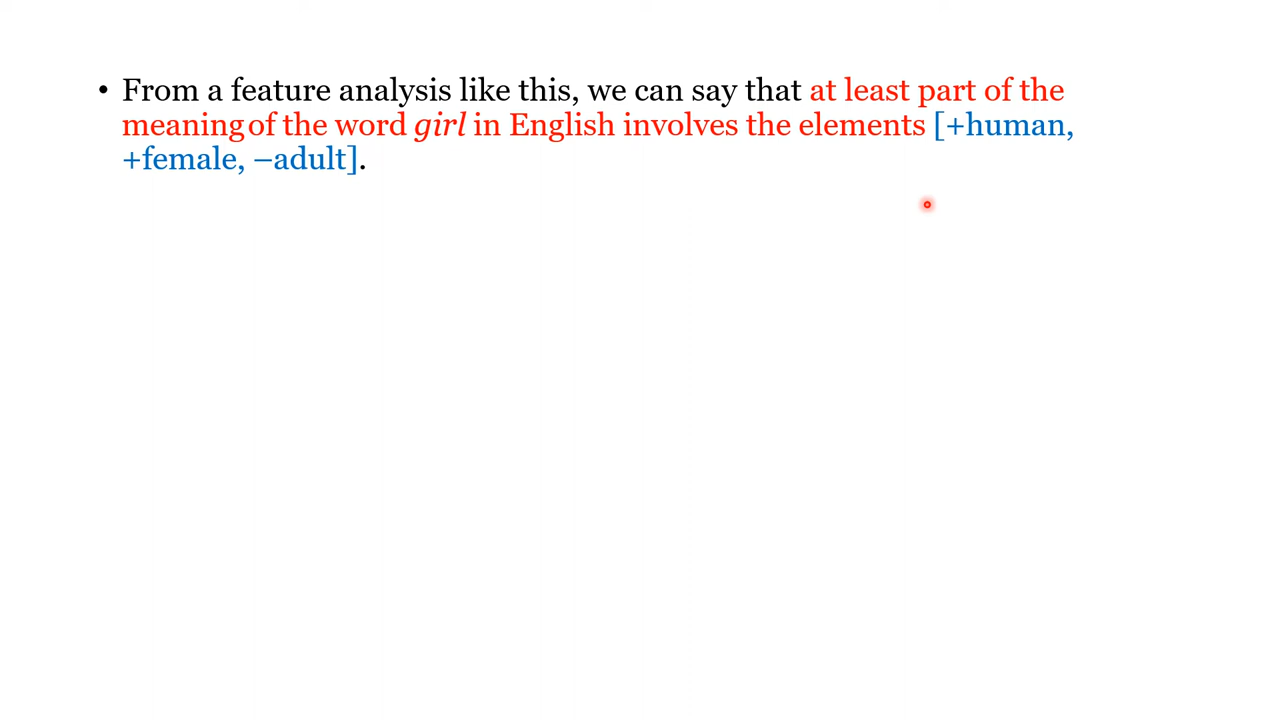 • From a feature analysis like this, we can say that at least part of the
meaning of the word girl in English involves the elements [+human,
+female, –adult].